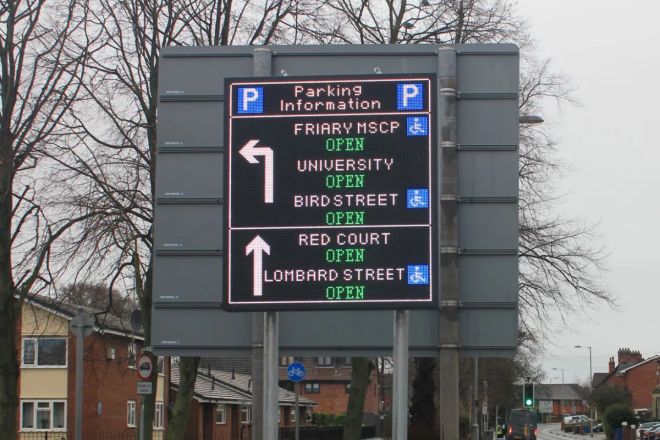 P Parking P
Information
FRIARY MSCP
OPEN
UNIVERSITY
OPEN
BIRD STREET
OPEN
RED COURT
OPEN
LOMBARD STREET
OPEN